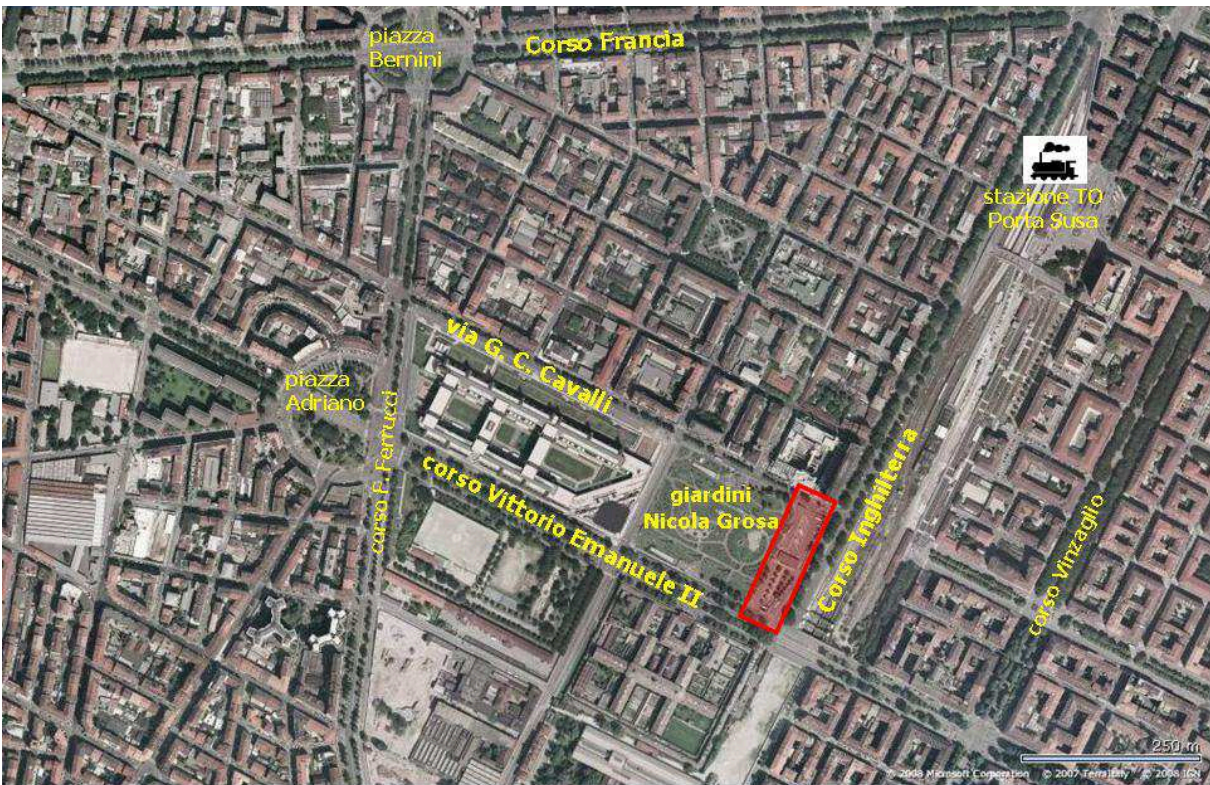 piazza
Bernini
Corso Francia
stazione TO
Porta Susa
via G. C. Cavalli
piazza
Adriano
corso F. Ferrucci
corso Vittorio Emanuele II
giardini
Nicola Grosa
Corso Inghilterra
corso Vinzaglio
250 m
© 2008 Microsoft Corporation © 2007 TerraItaly © 2008 IGN